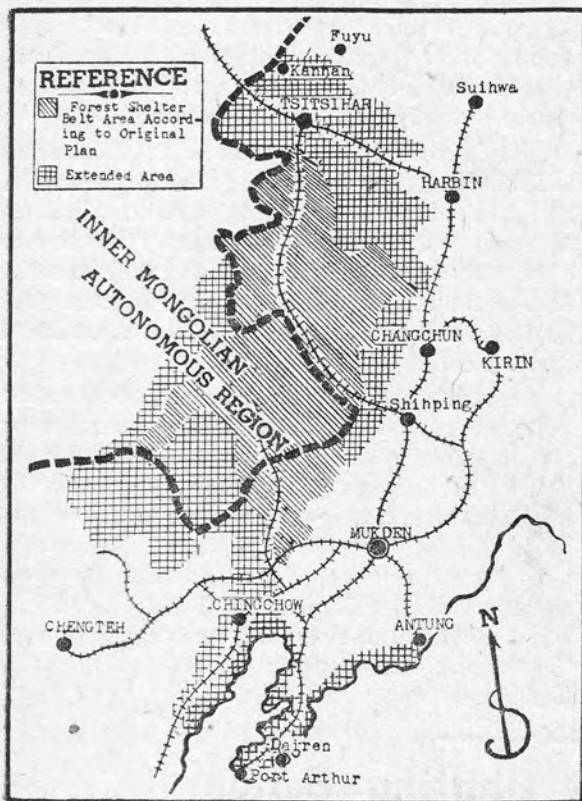 REFERENCE
Forest Shelter
Belt Area Accord-
ing to Original
Plan
Extended Area
Fuyu
Kannan
TSITSIHAR
Suihwa
HARBIN
INNER MONGOLIAN
AUTONOMOUS REGION
CHANGCHUN
KIRIN
Shihping
MUKDEN
CHINGCHOW
CHENGTEH
ANTUNG
N
Dairen
Port Arthur